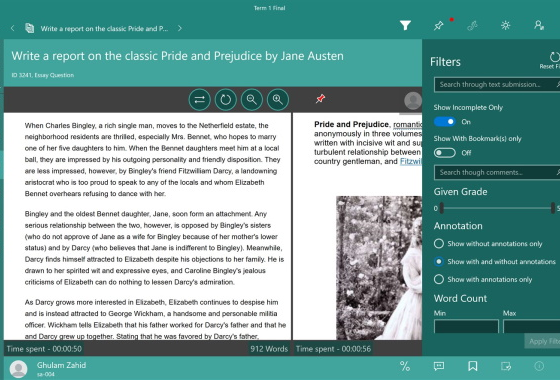 Term 1 Final
Write a report on the classic Pride and P...
Write a report on the classic Pride and Prejudice by Jane Austen
ID 3241, Essay Question
When Charles Bingley, a rich single man, moves to the Netherfield estate, the
neighborhood residents are thrilled, especially Mrs. Bennet, who hopes to marry
one of her five daughters to him. When the Bennet daughters meet him at a local
ball, they are impressed by his outgoing personality and friendly disposition. They
are less impressed, however, by Bingley's friend Fitzwilliam Darcy, a landowning
aristocrat who is too proud to speak to any of the locals and whom Elizabeth
Bennet overhears refusing to dance with her.
Bingley and the oldest Bennet daughter, Jane, soon form an attachment. Any
serious relationship between the two, however, is opposed by Bingley's sisters
(who do not approve of Jane as a wife for Bingley because of her mother's lower
status) and by Darcy (who believes that Jane is indifferent to Bingley). Meanwhile,
Darcy finds himself attracted to Elizabeth despite his objections to her family. He is
drawn to her spirited wit and expressive eyes, and Caroline Bingley's jealous
criticisms of Elizabeth can do nothing to lessen Darcy's admiration.
As Darcy grows more interested in Elizabeth, Elizabeth continues to despise him
and is instead attracted to George Wickham, a handsome and personable militia
officer. Wickham tells Elizabeth that his father worked for Darcy's father and that he
and Darcy grew up together. Stating that he was favored by Darcy's father,
Time spent - 00:00:50
912 Words
Pride and Prejudice, romantic
anonymously in three volumes
written with incisive wit and sup
turbulent relationship between
country gentleman, and Fitzwil
Time spent - 00:00:56
Filters
Reset Fi
Search through text submission...
Show Incomplete Only
On
Show With Bookmark(s) only
Off
Search though comments...
Given Grade
0
5
Annotation
Show without annotations only
Show with and without annotations
Show with annotations only
Word Count
Min
Max
Apply Filte
Ghulam Zahid
se-004